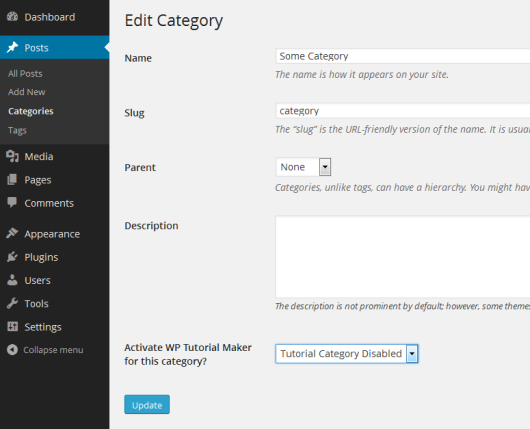 Dashboard
Posts
All Posts
Add New
Categories
Tags
Media
Pages
Comments
Appearance
Plugins
Users
Tools
Settings
Collapse menu
Edit Category
Name
Some Category
The name is how it appears on your site.
Slug
category
The “slug” is the URL-friendly version of the name. It is usua
Parent
None
Categories, unlike tags, can have a hierarchy. You might hav
Description
The description is not prominent by default; however, some themes
Activate WP Tutorial Maker
for this category?
Tutorial Category Disabled
Update